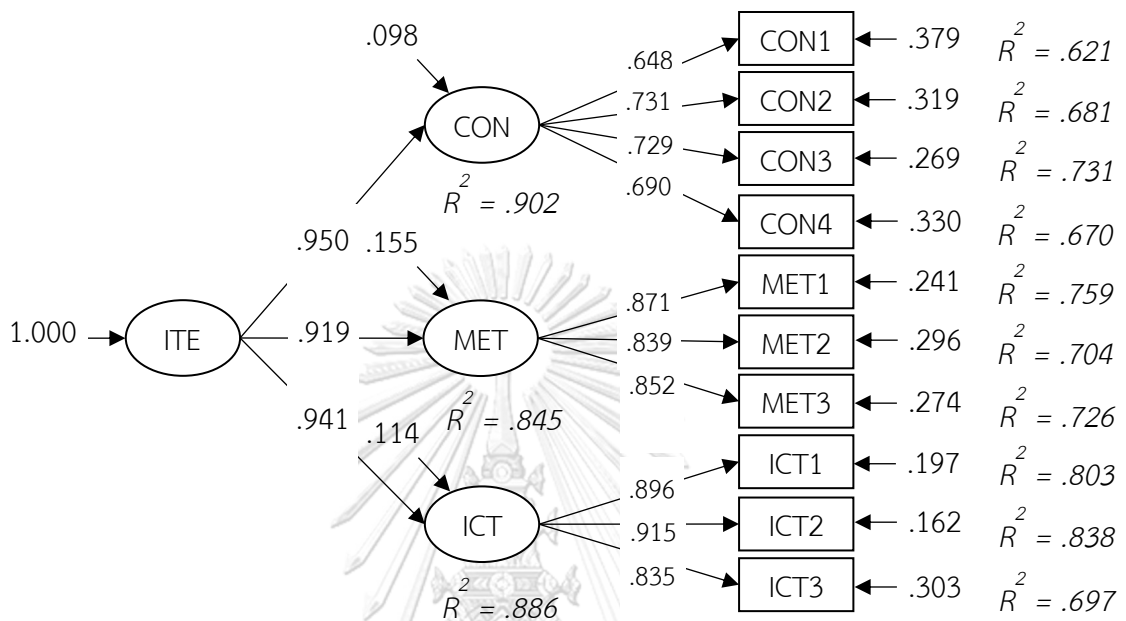 .098
CON1 .379 R² = .621
.648
.731 CON2 .319 R² = .681
CON
.729 CON3 .269 R² = .731
.690
R² = .902
CON4 .330 R² = .670
.950 .155
.871 MET1 .241 R² = .759
1.000 ITE .919 MET .839 MET2 .296 R² = .704
.852 MET3 .274 R² = .726
R² = .845
.941 .114
ICT1 .197 R² = .803
.896
ICT .915 ICT2 .162 R² = .838
.835 ICT3 .303 R² = .697
R² = .886